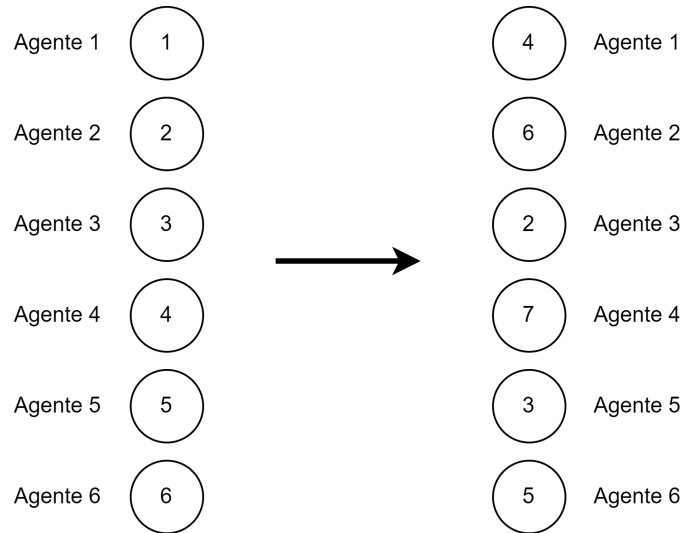 Agente 1 1 4 Agente 1
Agente 2 2 6 Agente 2
Agente 3 3 2 Agente 3
Agente 4 4 7 Agente 4
Agente 5 5 3 Agente 5
Agente 6 6 5 Agente 6